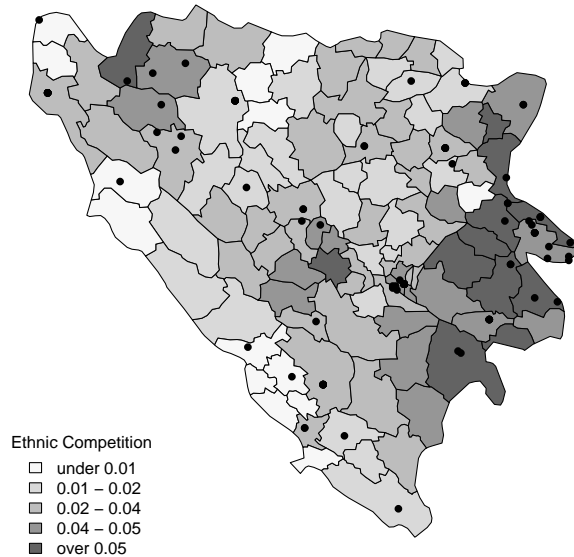 Ethnic Competition
under 0.01
0.01 − 0.02
0.02 − 0.04
0.04 − 0.05
over 0.05